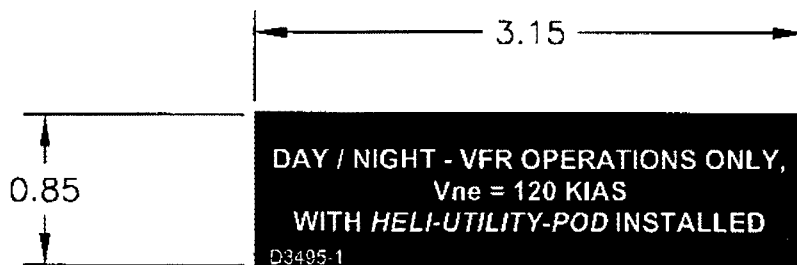 3.15
0.85
DAY / NIGHT - VFR OPERATIONS ONLY,
Vne = 120 KIAS
WITH HELI-UTILITY-POD INSTALLED
D3495-1